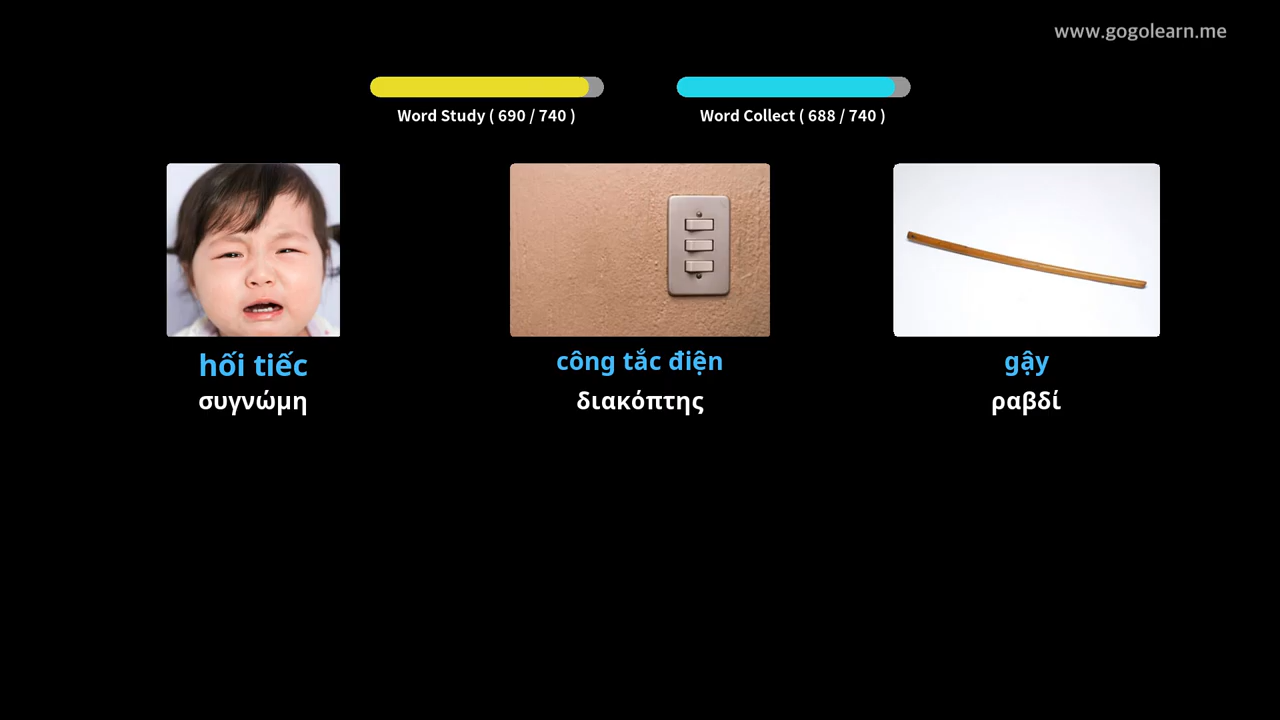 www.gogolearn.me
Word Study ( 690 / 740 )
Word Collect ( 688 / 740 )
hối tiếc
συγνώμη
công tắc điện
διακόπτης
gậy
ραβδί